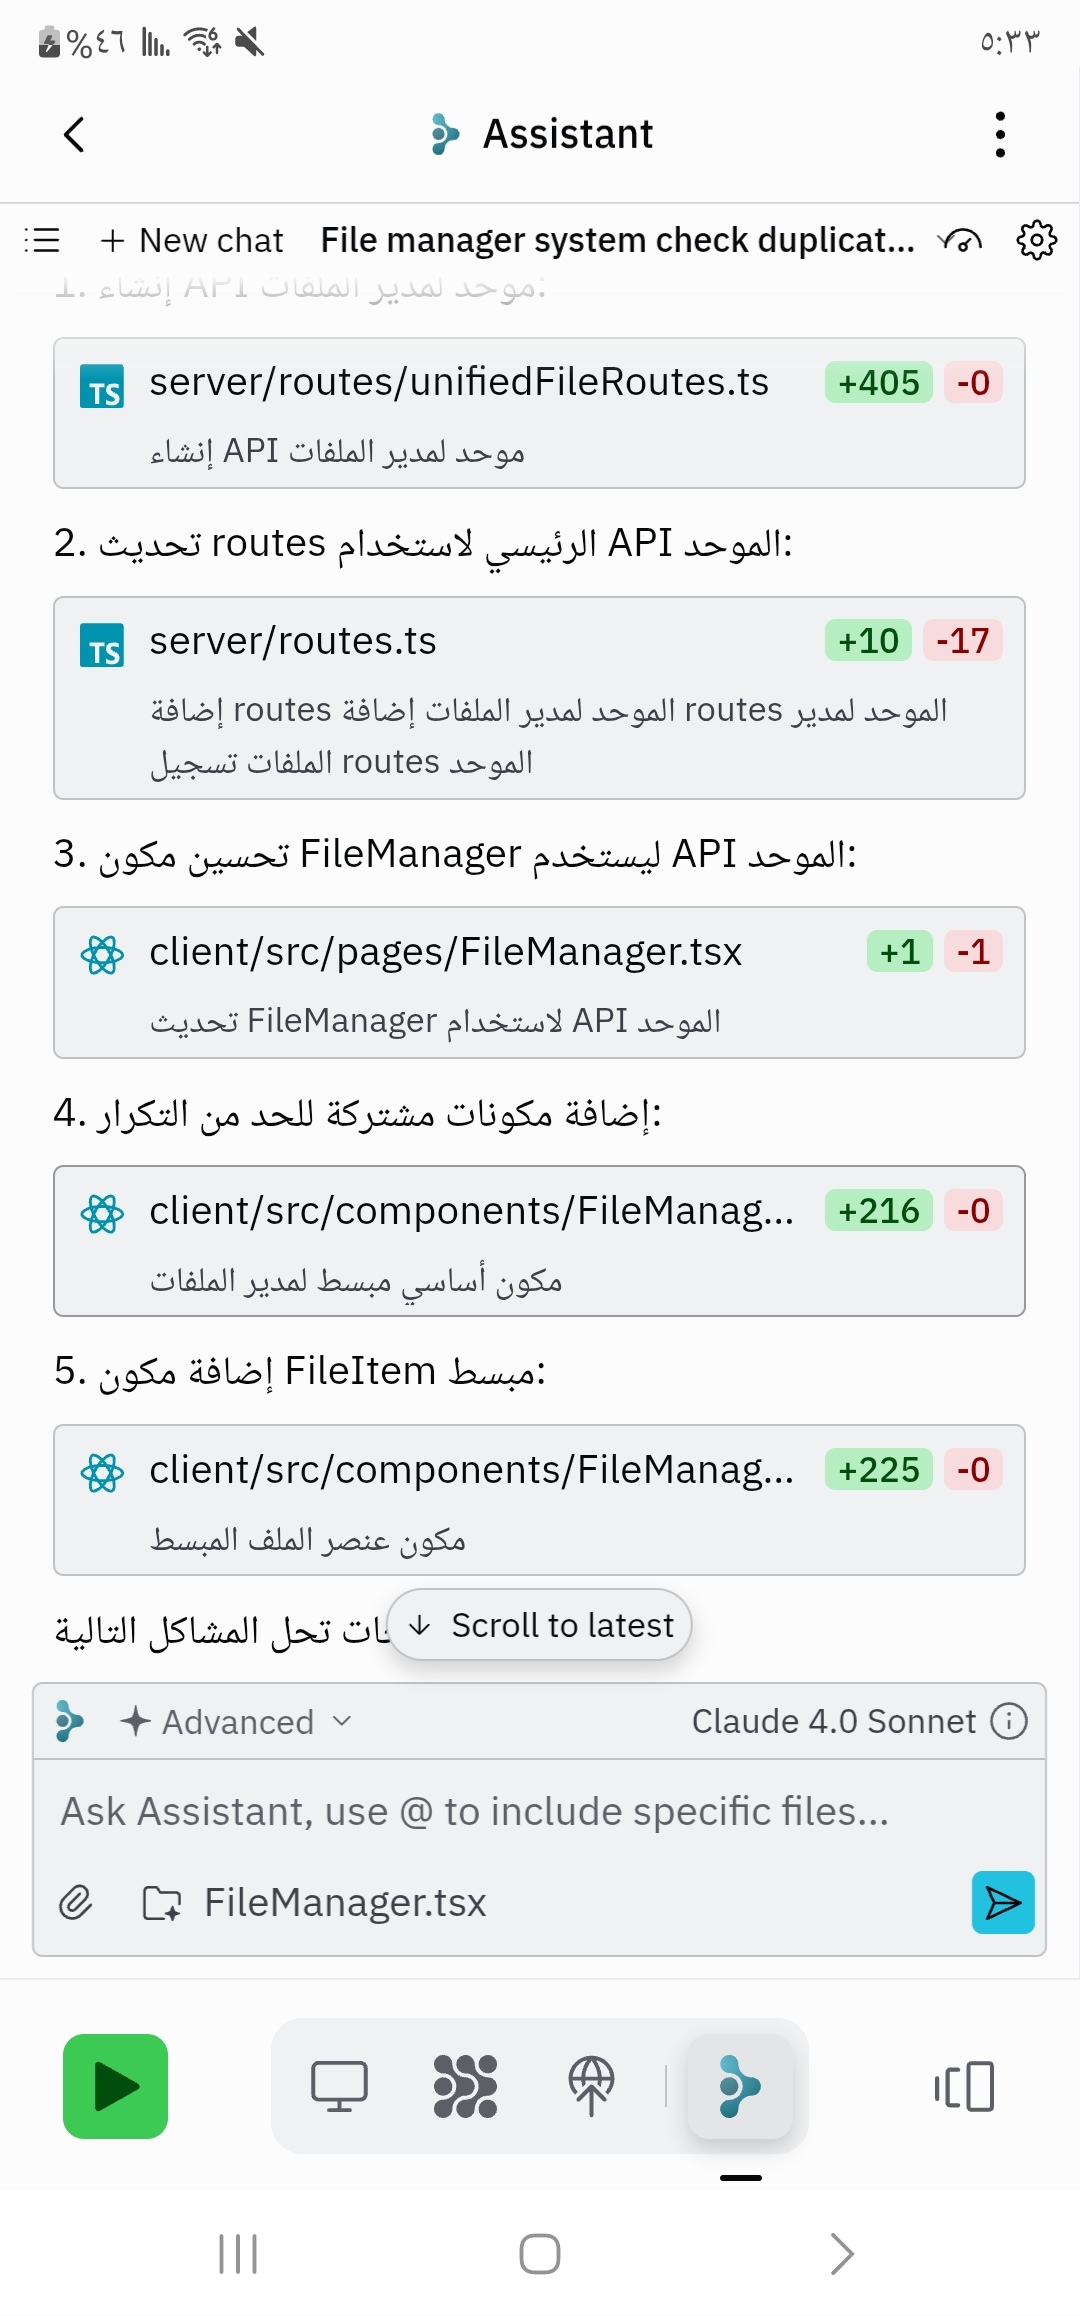 %٤٦
٥:٣٣
Assistant
+ New chat
File manager system check duplicat...
1. إنشاء API موحد لمدير الملفات:
server/routes/unifiedFileRoutes.ts
+405 -0
إنشاء API موحد لمدير الملفات
2. تحديث routes الرئيسي لاستخدام API الموحد:
server/routes.ts
+10 -17
إضافة routes الموحد لمدير الملفات إضافة routes الموحد لمدير
الملفات تسجيل routes الموحد
3. تحسين مكون FileManager ليستخدم API الموحد:
client/src/pages/FileManager.tsx
+1 -1
تحديث FileManager لاستخدام API الموحد
4. إضافة مكونات مشتركة للحد من التكرار:
client/src/components/FileManag...
+216 -0
مكون أساسي مبسط لمدير الملفات
5. إضافة مكون FileItem مبسط:
client/src/components/FileManag...
+225 -0
مكون عنصر الملف المبسط
تحل المشاكل التالية
Scroll to latest
Advanced
Claude 4.0 Sonnet
Ask Assistant, use @ to include specific files...
FileManager.tsx